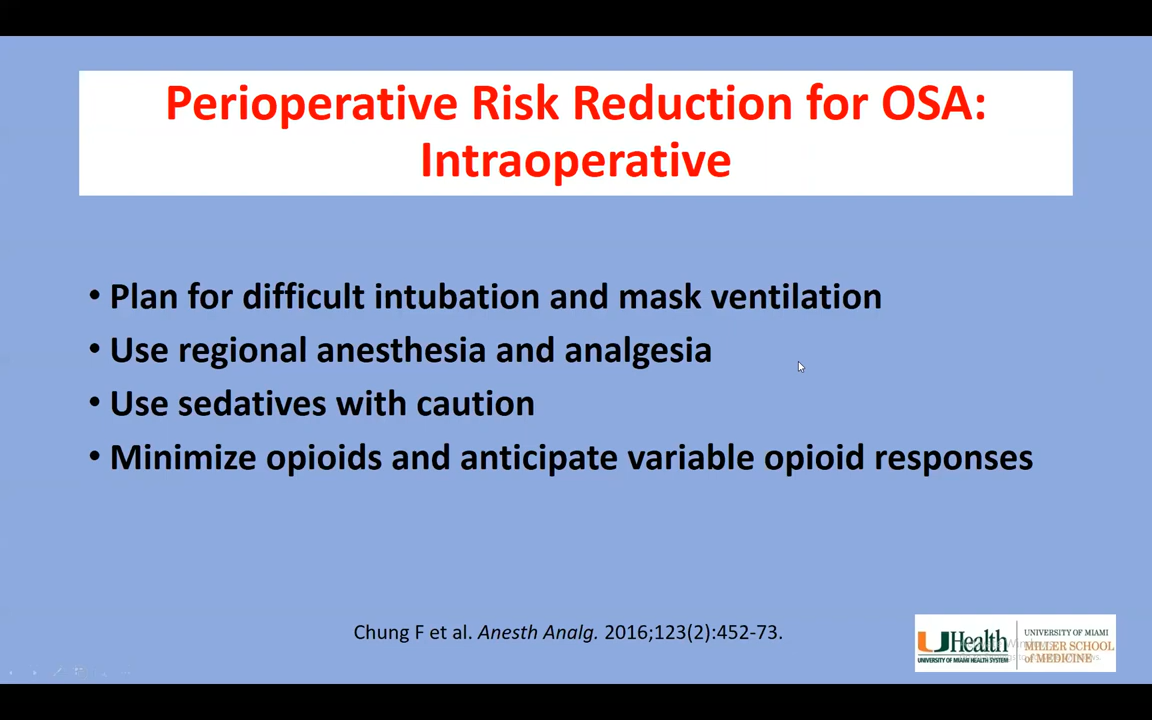 Perioperative Risk Reduction for OSA:
Intraoperative
• Plan for difficult intubation and mask ventilation
• Use regional anesthesia and analgesia
• Use sedatives with caution
• Minimize opioids and anticipate variable opioid responses
Chung F et al. Anesth Analg. 2016;123(2):452-73.
UHealth
UNIVERSITY OF MIAMI HEALTH SYSTEM
UNIVERSITY OF MIAMI
MILLER SCHOOL
of MEDICINE